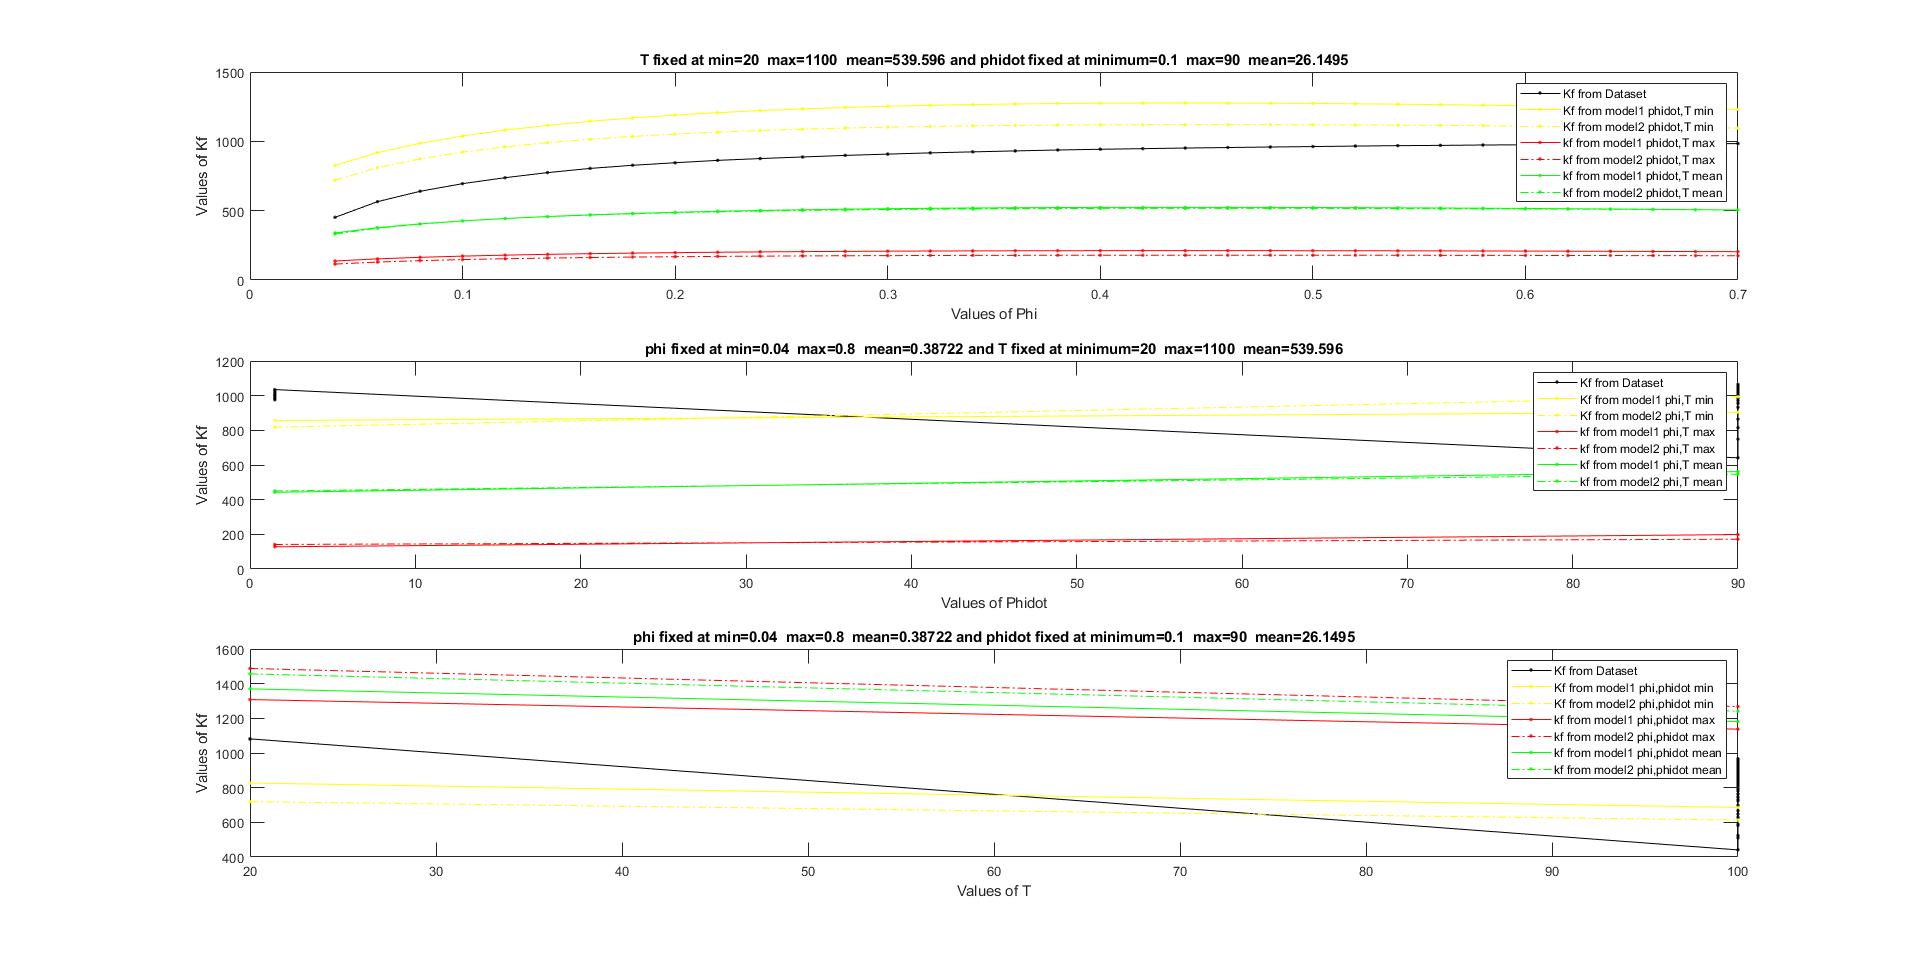 T fixed at min=20 max=1100 mean=539.596 and phidot fixed at minimum=0.1 max=90 mean=26.1495
1500
1000
500
0
Values of Kf
Kf from Dataset
Kf from model1 phidot,T min
Kf from model2 phidot,T min
kf from model1 phidot,T max
kf from model2 phidot,T max
kf from model1 phidot,T mean
kf from model2 phidot,T mean
0 0.1 0.2 0.3 0.4 0.5 0.6 0.7
Values of Phi
phi fixed at min=0.04 max=0.8 mean=0.38722 and T fixed at minimum=20 max=1100 mean=539.596
1200
1000
800
600
400
200
0
Values of Kf
Kf from Dataset
Kf from model1 phi,T min
Kf from model2 phi,T min
kf from model1 phi,T max
kf from model2 phi,T max
kf from model1 phi,T mean
kf from model2 phi,T mean
0 10 20 30 40 50 60 70 80 90
Values of Phidot
phi fixed at min=0.04 max=0.8 mean=0.38722 and phidot fixed at minimum=0.1 max=90 mean=26.1495
1600
1400
1200
1000
800
600
400
Values of Kf
Kf from Dataset
Kf from model1 phi,phidot min
Kf from model2 phi,phidot min
kf from model1 phi,phidot max
kf from model2 phi,phidot max
kf from model1 phi,phidot mean
kf from model2 phi,phidot mean
20 30 40 50 60 70 80 90 100
Values of T